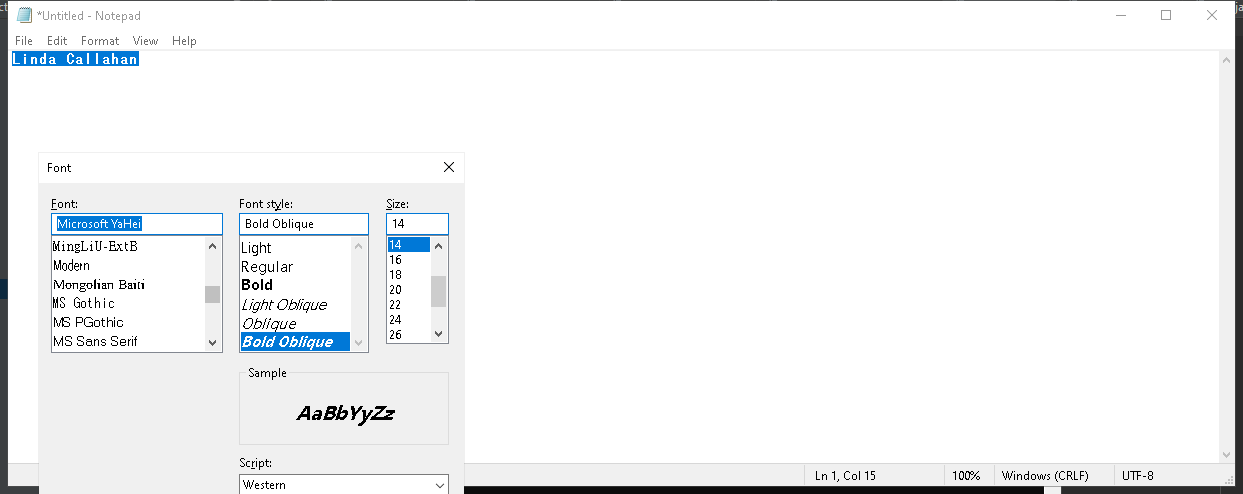 *Untitled - Notepad
File Edit Format View Help
Linda Callahan
Font
Font: Font style: Size:
Microsoft YaHei Bold Oblique 14
MingLiU-ExtB Light 14
Modern Regular 16
Mongolian Baiti Bold 18
MS Gothic Light Oblique 20
MS PGothic Oblique 22
MS Sans Serif Bold Oblique 24
26
Sample
AaBbYyZz
Script:
Western
Ln 1, Col 15 100% Windows (CRLF) UTF-8